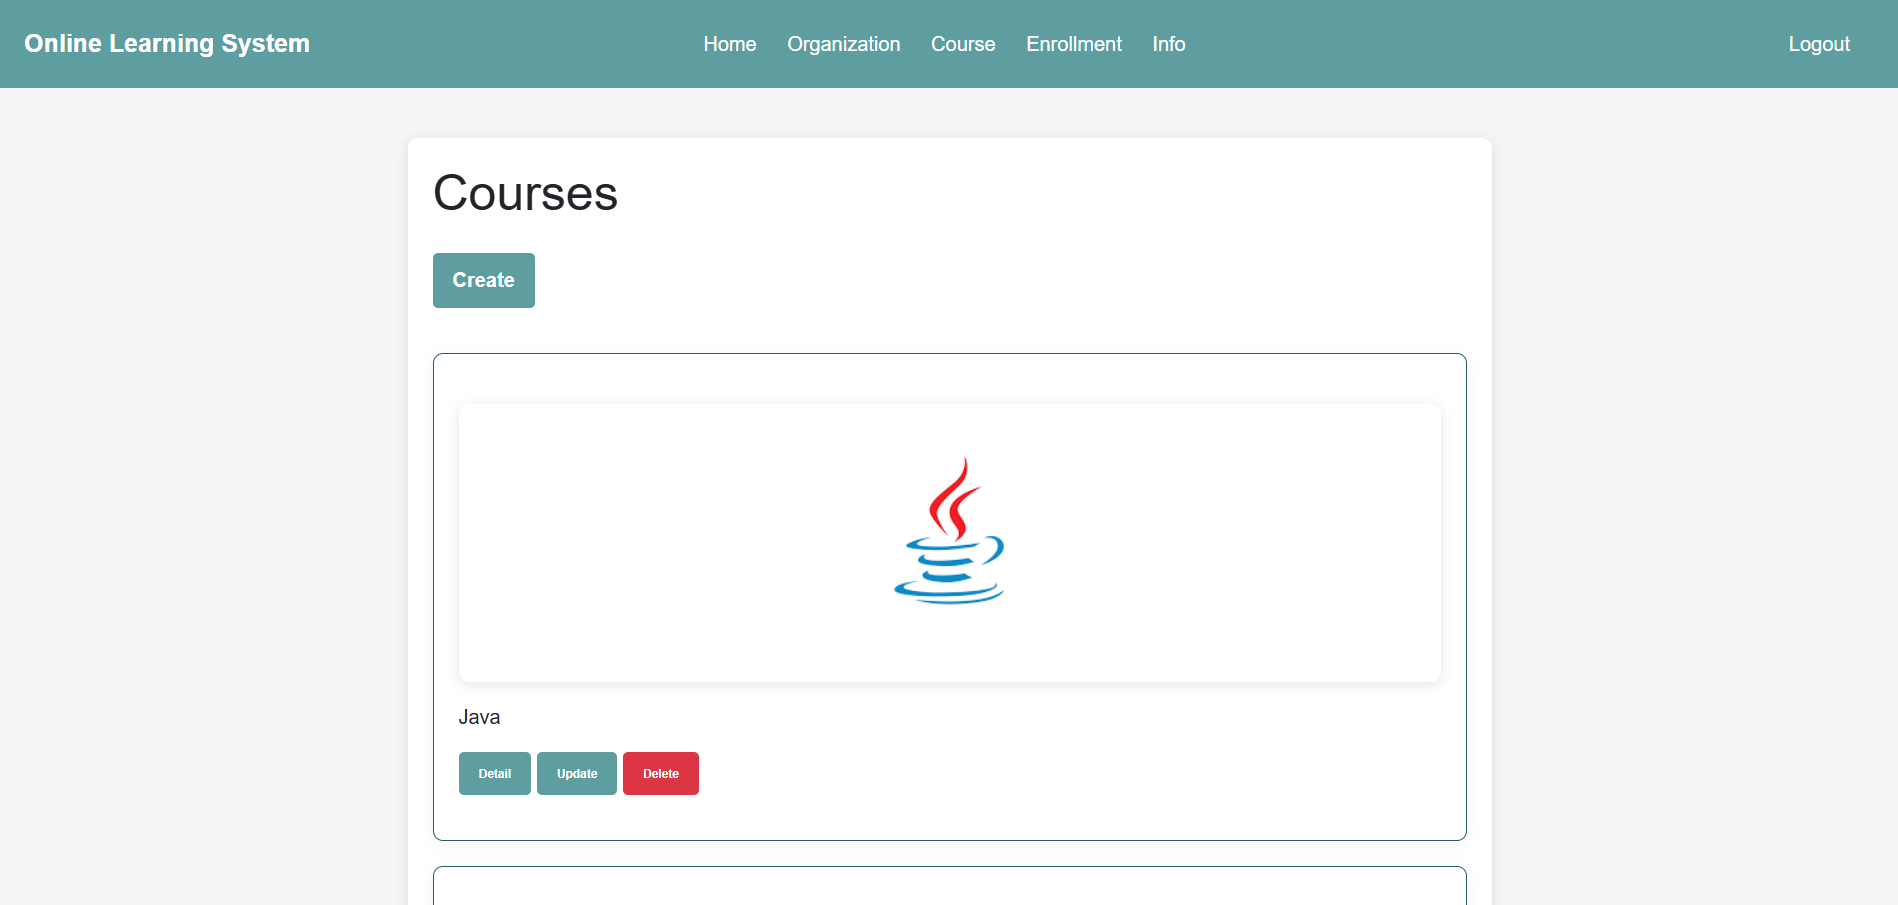 Online Learning System Home Organization Course Enrollment Info Logout
Courses
Create
Java
Detail Update Delete